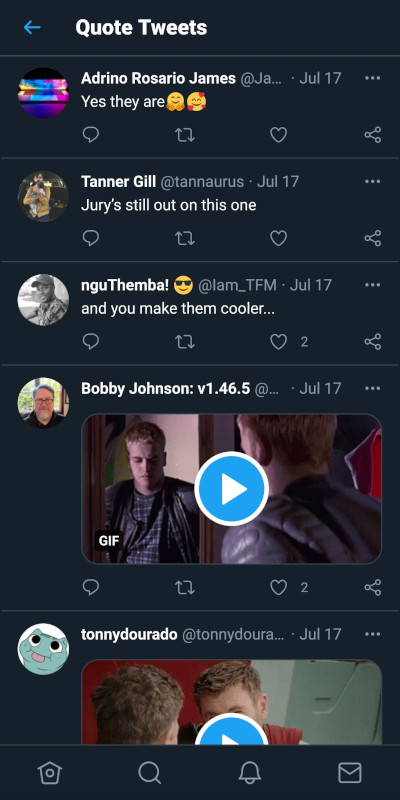 Quote Tweets
Adrino Rosario James @Ja... · Jul 17
Yes they are🤗🥰
Tanner Gill @tannaurus · Jul 17
Jury's still out on this one
nguThemba! 😎 @Iam_TFM · Jul 17
and you make them cooler...
2
Bobby Johnson: v1.46.5 @... · Jul 17
GIF
2
tonnydourado @tonnydoura... · Jul 17